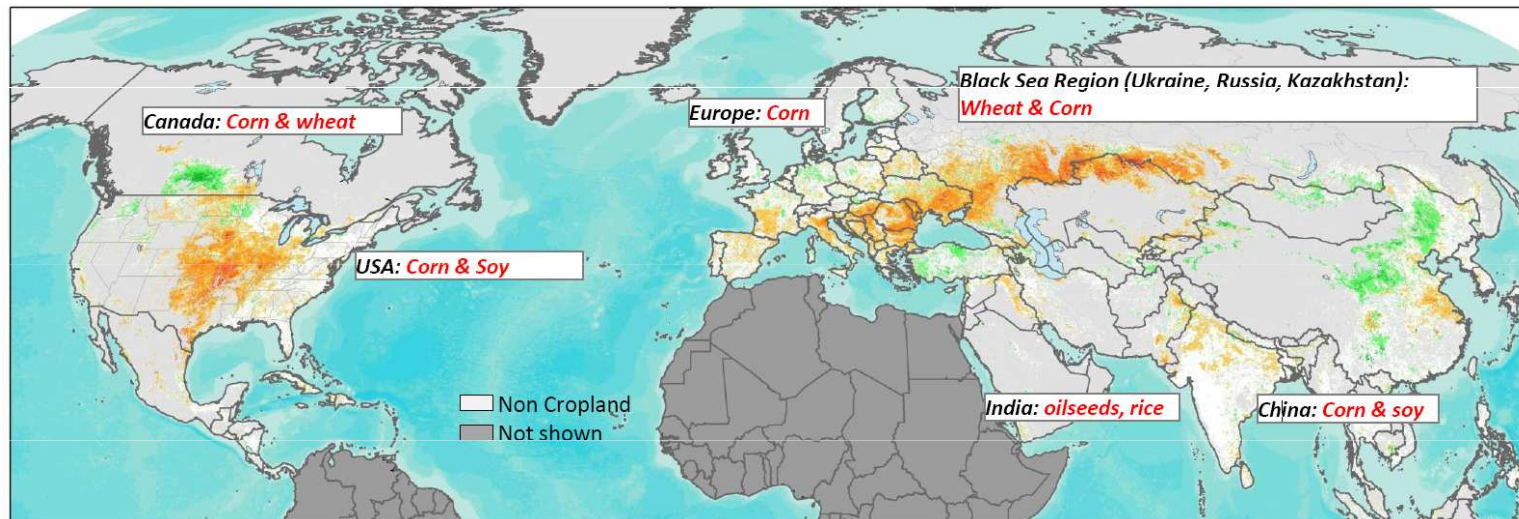 Black Sea Region (Ukraine, Russia, Kazakhstan):
Wheat & Corn
Canada: Corn & wheat
Europe: Corn
USA: Corn & Soy
Non Cropland
Not shown
India: oilseeds, rice
China: Corn & soy